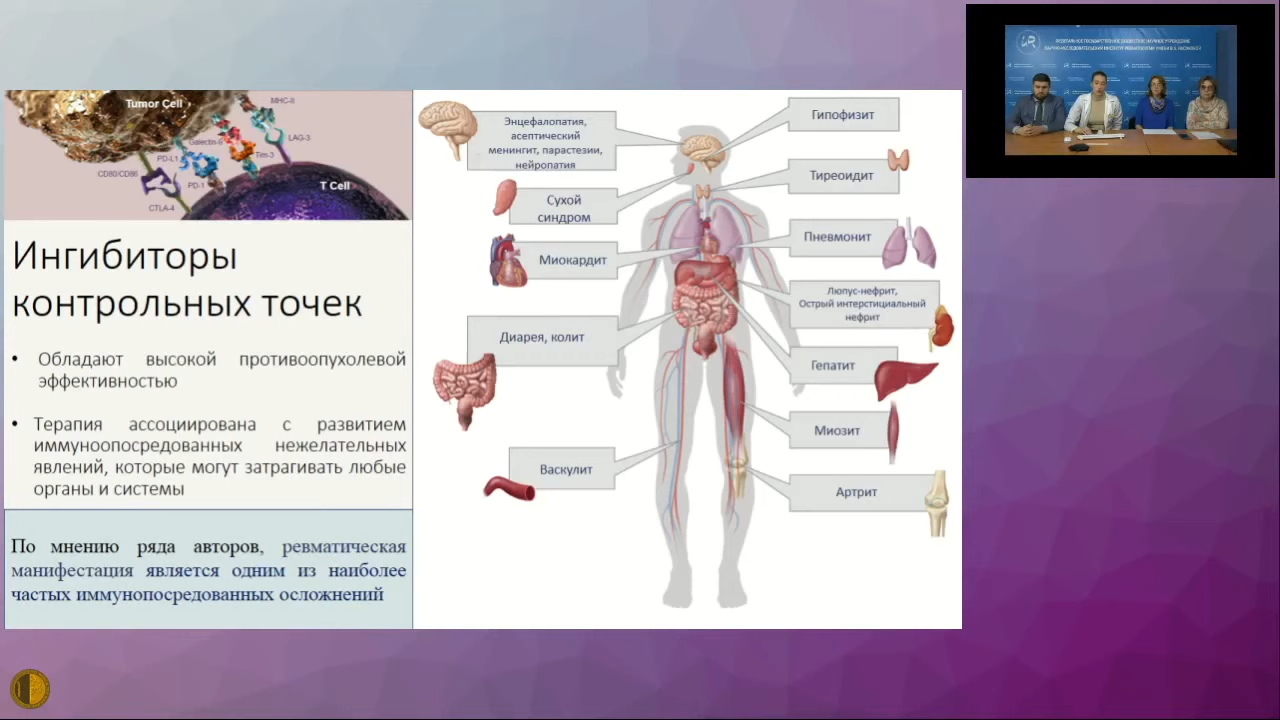 Tumor Cell
MHC-II
LAG-3
Galectin-9
Tim-3
PD-L1
CD80/CD86
PD-1
CTLA-4
T Cell
Ингибиторы
контрольных точек
• Обладают высокой противоопухолевой
эффективностью
• Терапия ассоциирована с развитием
иммуноопосредованных нежелательных
явлений, которые могут затрагивать любые
органы и системы
По мнению ряда авторов, ревматическая
манифестация является одним из наиболее
частых иммунопосредованных осложнений
Энцефалопатия,
асептический
менингит, парастезии,
нейропатия
Сухой
синдром
Миокардит
Диарея, колит
Васкулит
Гипофизит
Тиреоидит
Пневмонит
Люпус-нефрит,
Острый интерстициальный
нефрит
Гепатит
Миозит
Артрит